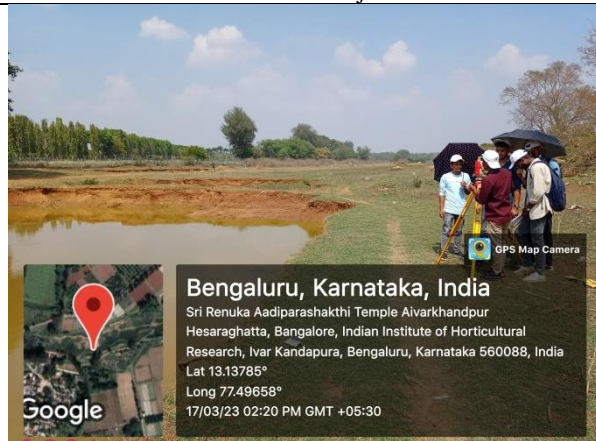 GPS Map Camera
Bengaluru, Karnataka, India
Sri Renuka Aadiparashakthi Temple Aivarkhandpur
Hesaraghatta, Bangalore, Indian Institute of Horticultural
Research, Ivar Kandapura, Bengaluru, Karnataka 560088, India
Lat 13.13785°
Long 77.49658°
17/03/23 02:20 PM GMT +05:30
Google